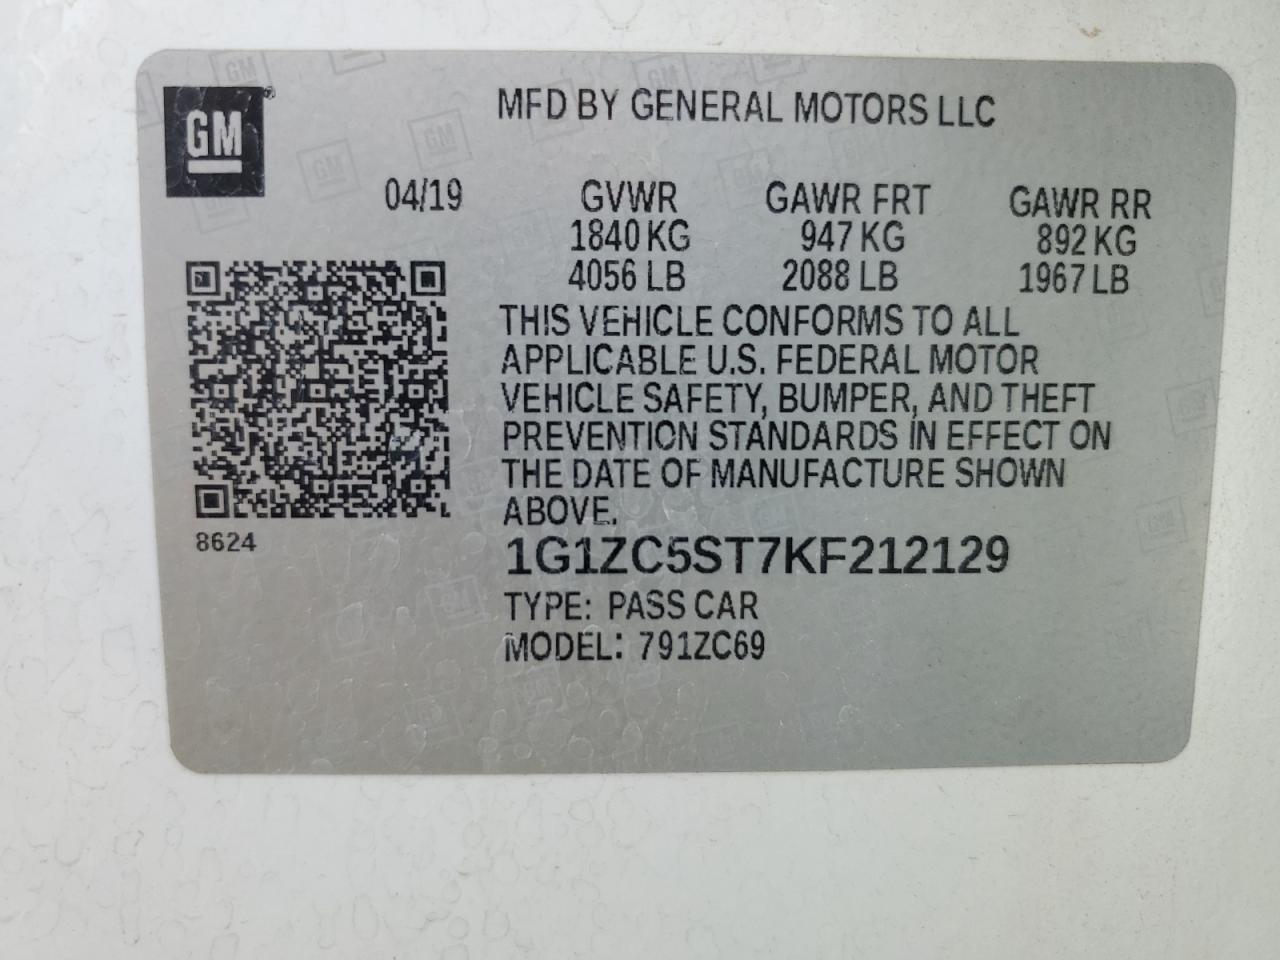 GM
MFD BY GENERAL MOTORS LLC
04/19 GVWR GAWR FRT GAWR RR
1840 KG 947 KG 892 KG
4056 LB 2088 LB 1967 LB
THIS VEHICLE CONFORMS TO ALL
APPLICABLE U.S. FEDERAL MOTOR
VEHICLE SAFETY, BUMPER, AND THEFT
PREVENTION STANDARDS IN EFFECT ON
THE DATE OF MANUFACTURE SHOWN
ABOVE.
8624
1G1ZC5ST7KF212129
TYPE: PASS CAR
MODEL: 791ZC69